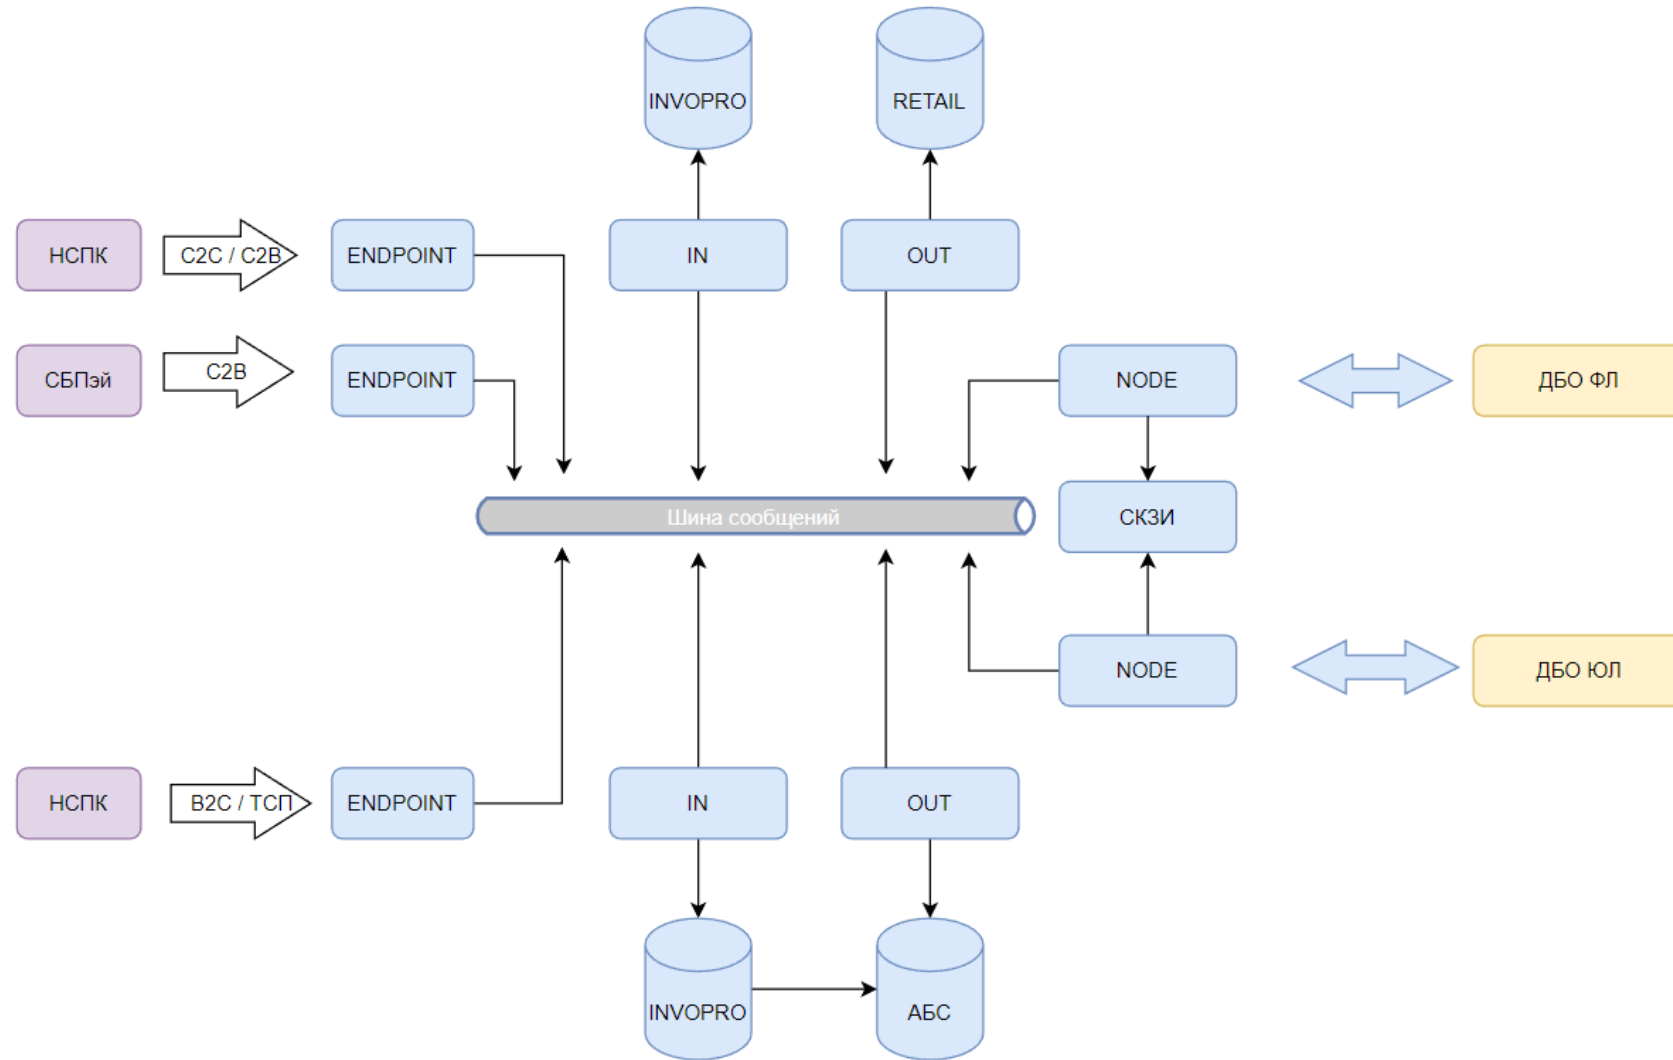 INVOPRO
RETAIL
НСПК
C2C / C2B
ENDPOINT
IN
OUT
СБПэй
C2B
ENDPOINT
NODE
ДБО ФЛ
Шина сообщений
СКЗИ
NODE
ДБО ЮЛ
НСПК
B2C / ТСП
ENDPOINT
IN
OUT
INVOPRO
АБС